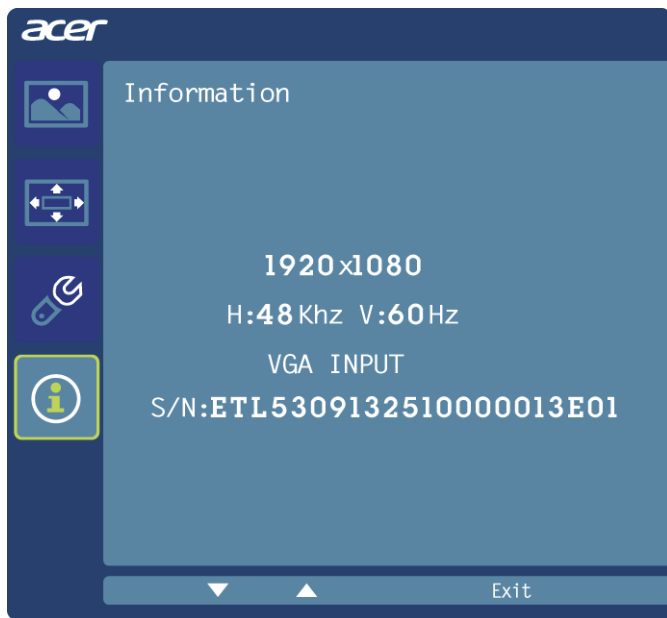 acer
Information
1920x1080
H:48Khz V:60Hz
VGA INPUT
S/N:ETL5309132510000013E01
Exit